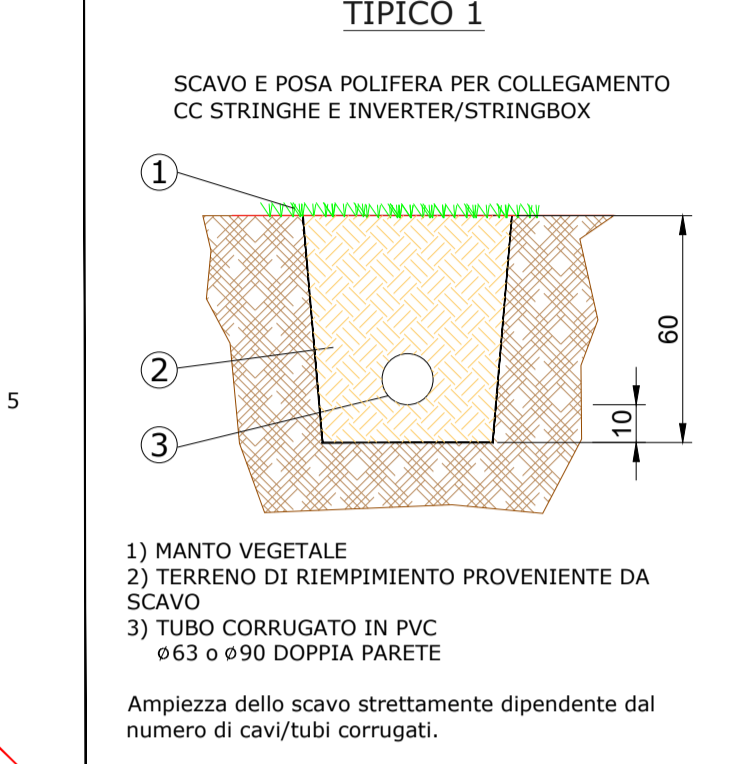 TIPICO 1
SCAVO E POSA POLIFERA PER COLLEGAMENTO
CC STRINGHE E INVERTER/STRINGBOX
1
2
3
60
10
5
1) MANTO VEGETALE
2) TERRENO DI RIEMPIMENTO PROVENIENTE DA
SCAVO
3) TUBO CORRUGATO IN PVC
ø63 o ø90 DOPPIA PARETE
Ampiezza dello scavo strettamente dipendente dal
numero di cavi/tubi corrugati.